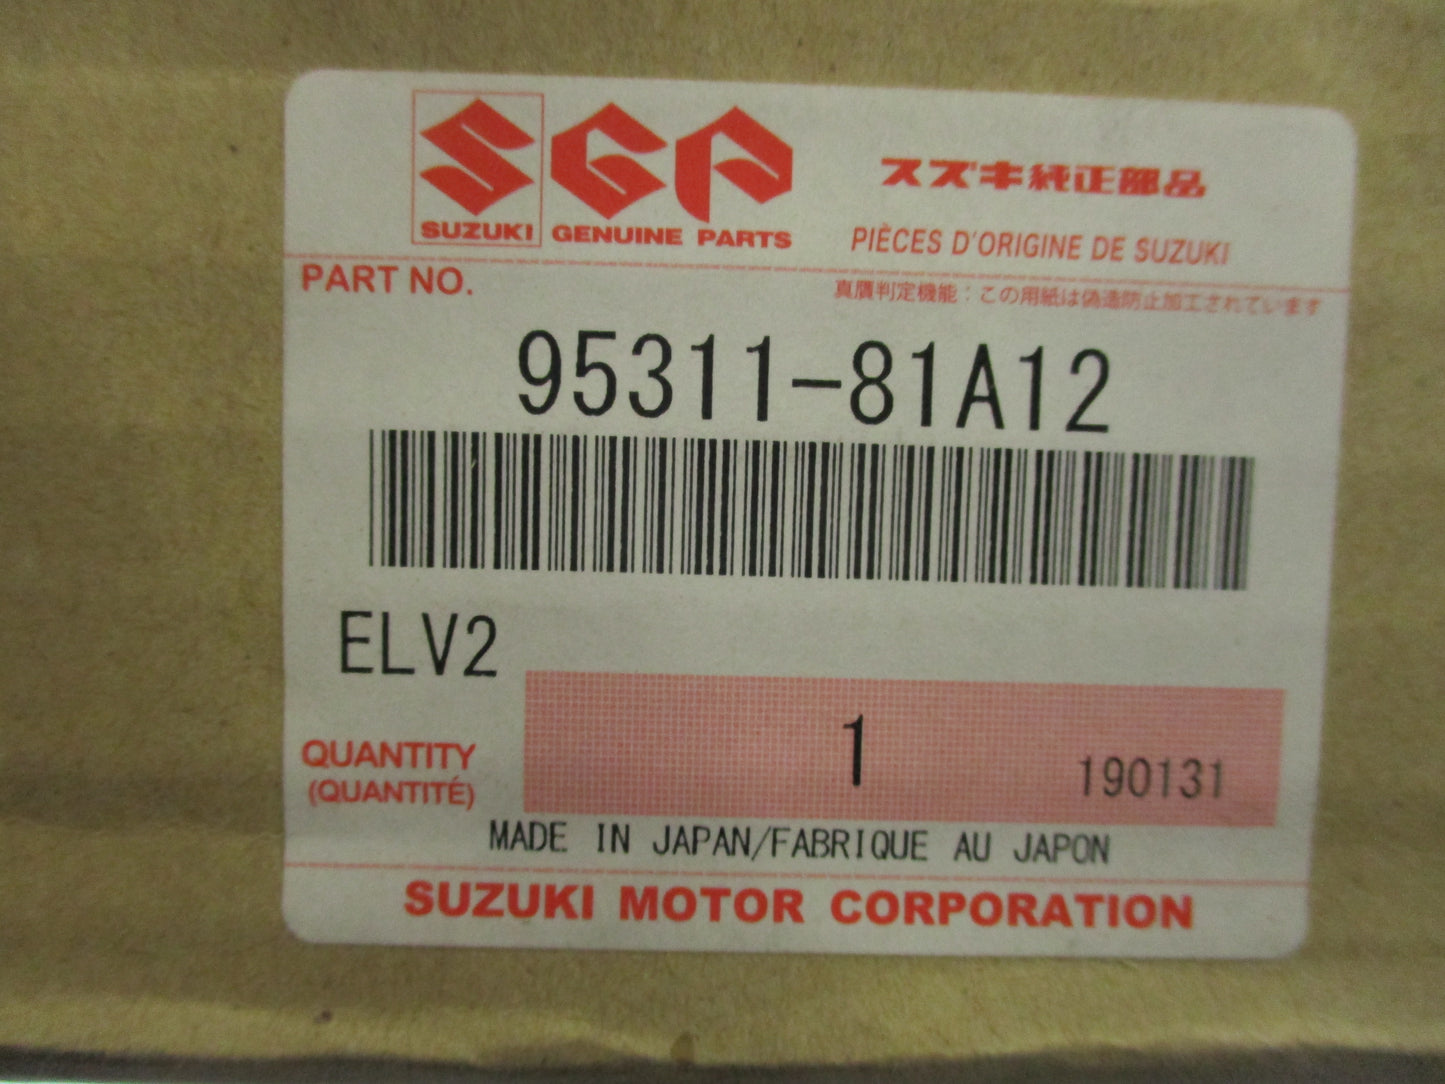 SGP
スズキ純正部品
SUZUKI GENUINE PARTS
PIÈCES D'ORIGINE DE SUZUKI
PART NO.
真贋判定機能：この用紙は偽造防止加工されています
95311-81A12
ELV2
QUANTITY
(QUANTITÉ)
1
190131
MADE IN JAPAN/FABRIQUE AU JAPON
SUZUKI MOTOR CORPORATION